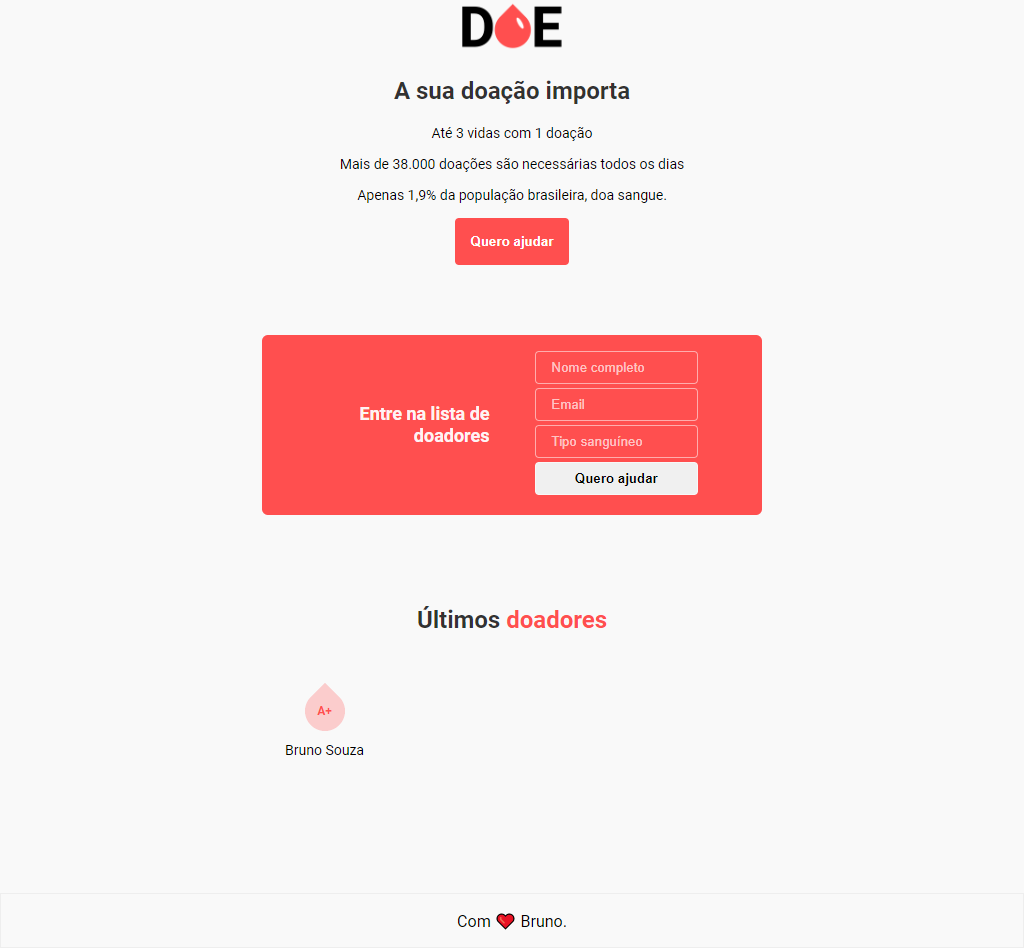 DOE
A sua doação importa
Até 3 vidas com 1 doação
Mais de 38.000 doações são necessárias todos os dias
Apenas 1,9% da população brasileira, doa sangue.
Quero ajudar
Entre na lista de
doadores
Nome completo
Email
Tipo sanguíneo
Quero ajudar
Últimos doadores
A+
Bruno Souza
Com ❤ Bruno.